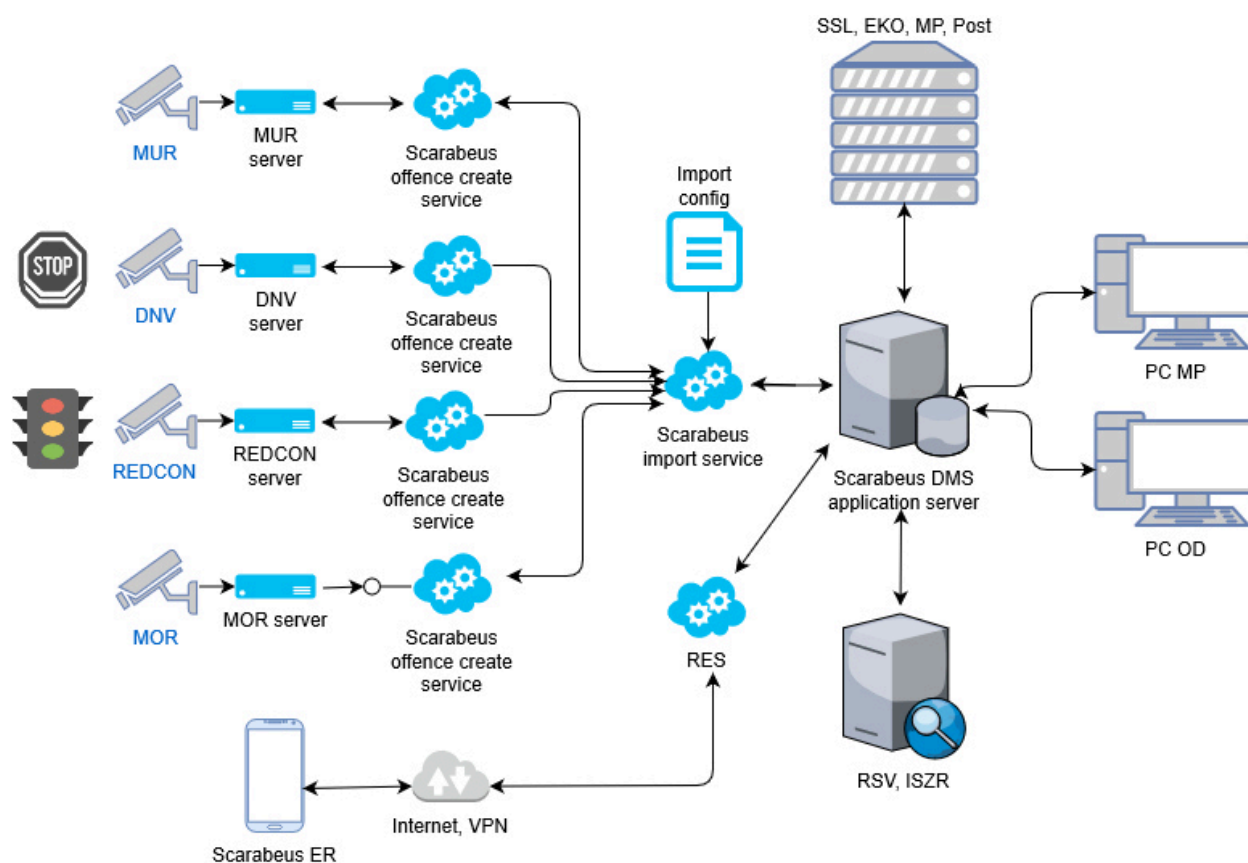 SSL, EKO, MP, Post
MUR
MUR
server
Scarabeus
offence create
service
Import
config
STOP
DNV
DNV
server
Scarabeus
offence create
service
PC MP
REDCON
REDCON
server
Scarabeus
offence create
service
Scarabeus
import service
Scarabeus DMS
application server
PC OD
MOR
MOR server
Scarabeus
offence create
service
RES
RSV, ISZR
Internet, VPN
Scarabeus ER